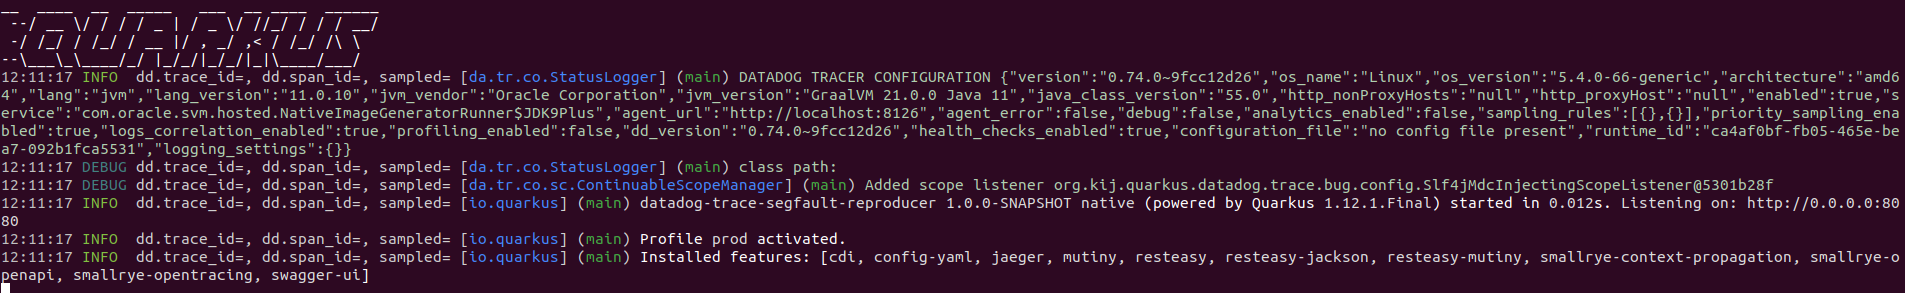 __  ____  __  _____   ___  __ ____  ______
 --/ __ \/ / / / _ | / _ \/ //_/ / / / __/
 -/ /_/ / /_/ / __ |/ , _/ ,< / /_/ /\ \
--\___\_\____/_/ |_/_/|_/_/|_|\____/___/
12:11:17 INFO  dd.trace_id=, dd.span_id=, sampled= [da.tr.co.StatusLogger] (main) DATADOG TRACER CONFIGURATION {"version":"0.74.0~9fcc12d26","os_name":"Linux","os_version":"5.4.0-66-generic","architecture":"amd6
4","lang":"jvm","lang_version":"11.0.10","jvm_vendor":"Oracle Corporation","jvm_version":"GraalVM 21.0.0 Java 11","java_class_version":"55.0","http_nonProxyHosts":"null","http_proxyHost":"null","enabled":true,"s
ervice":"com.oracle.svm.hosted.NativeImageGeneratorRunner$JDK9Plus","agent_url":"http://localhost:8126","agent_error":false,"debug":false,"analytics_enabled":false,"sampling_rules":[{},{}],"priority_sampling_ena
bled":true,"logs_correlation_enabled":true,"profiling_enabled":false,"dd_version":"0.74.0~9fcc12d26","health_checks_enabled":true,"configuration_file":"no config file present","runtime_id":"ca4af0bf-fb05-465e-be
a7-092b1fca5531","logging_settings":{}}
12:11:17 DEBUG dd.trace_id=, dd.span_id=, sampled= [da.tr.co.StatusLogger] (main) class path:
12:11:17 DEBUG dd.trace_id=, dd.span_id=, sampled= [da.tr.co.sc.ContinuableScopeManager] (main) Added scope listener org.kij.quarkus.datadog.trace.bug.config.Slf4jMdcInjectingScopeListener@5301b28f
12:11:17 INFO  dd.trace_id=, dd.span_id=, sampled= [io.quarkus] (main) datadog-trace-segfault-reproducer 1.0.0-SNAPSHOT native (powered by Quarkus 1.12.1.Final) started in 0.012s. Listening on: http://0.0.0.0:80
80
12:11:17 INFO  dd.trace_id=, dd.span_id=, sampled= [io.quarkus] (main) Profile prod activated.
12:11:17 INFO  dd.trace_id=, dd.span_id=, sampled= [io.quarkus] (main) Installed features: [cdi, config-yaml, jaeger, mutiny, resteasy, resteasy-jackson, resteasy-mutiny, smallrye-context-propagation, smallrye-o
penapi, smallrye-opentracing, swagger-ui]